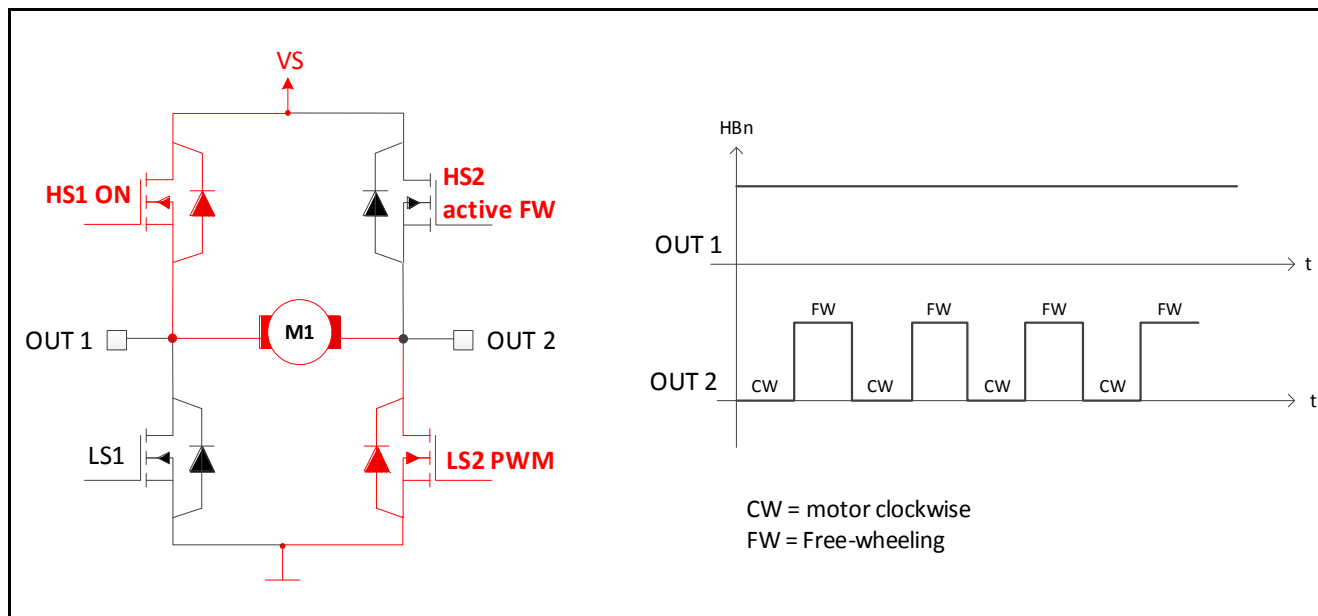 VS
HS1 ON
HS2
active FW
OUT 1
M1
OUT 2
LS1
LS2 PWM
HBn
OUT 1
t
FW
FW
FW
FW
OUT 2
CW
CW
CW
CW
t
CW = motor clockwise
FW = Free-wheeling